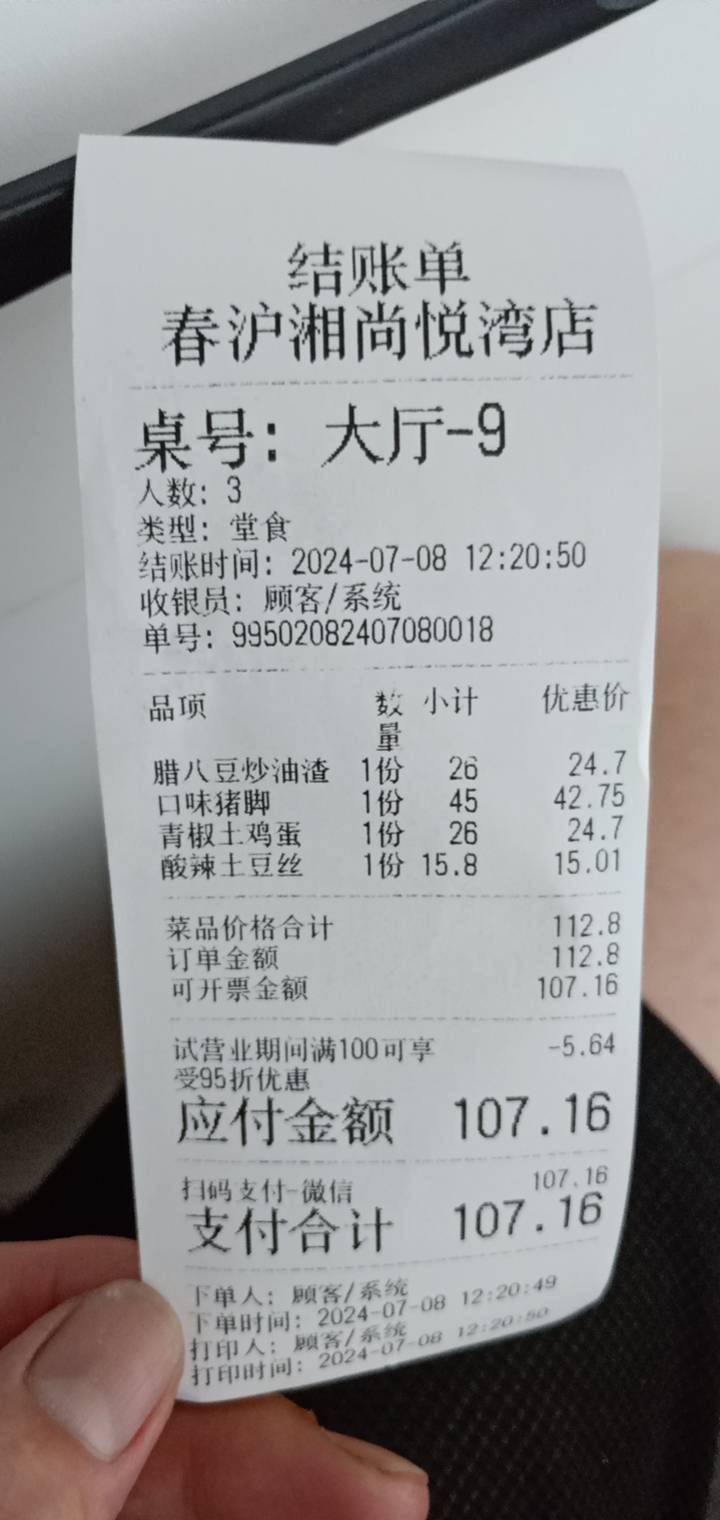 结账单
春沪湘尚悦湾店
桌号: 大厅-9
人数: 3
类型: 堂食
结账时间: 2024-07-08 12:20:50
收银员: 顾客/系统
单号: 99502082407080018
品项 数量 小计 优惠价
腊八豆炒油渣 1份 26 24.7
口味猪脚 1份 45 42.75
青椒土鸡蛋 1份 26 24.7
酸辣土豆丝 1份 15.8 15.01
菜品价格合计 112.8
订单金额 112.8
可开票金额 107.16
试营业期间满100可享 -5.64
受95折优惠
应付金额 107.16
扫码支付-微信 107.16
支付合计 107.16
下单人: 顾客/系统
下单时间: 2024-07-08 12:20:49
打印人: 顾客/系统
打印时间: 2024-07-08 12:20:50